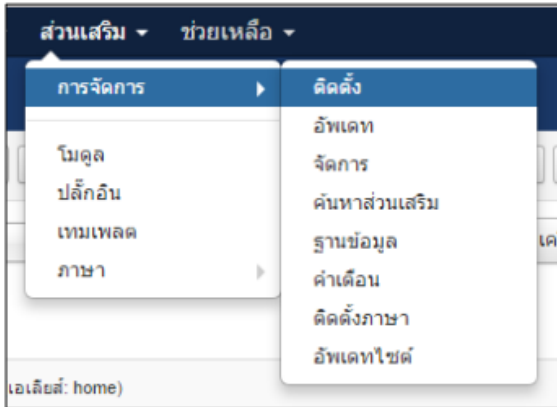 ส่วนเสริม ช่วยเหลือ
การจัดการ
โมดูล
ปลั๊กอิน
เทมเพลต
ภาษา
ติดตั้ง
อัพเดท
จัดการ
ค้นหาส่วนเสริม
ฐานข้อมูล
คำเตือน
ติดตั้งภาษา
อัพเดทไซต์
เอเลียส์: home)